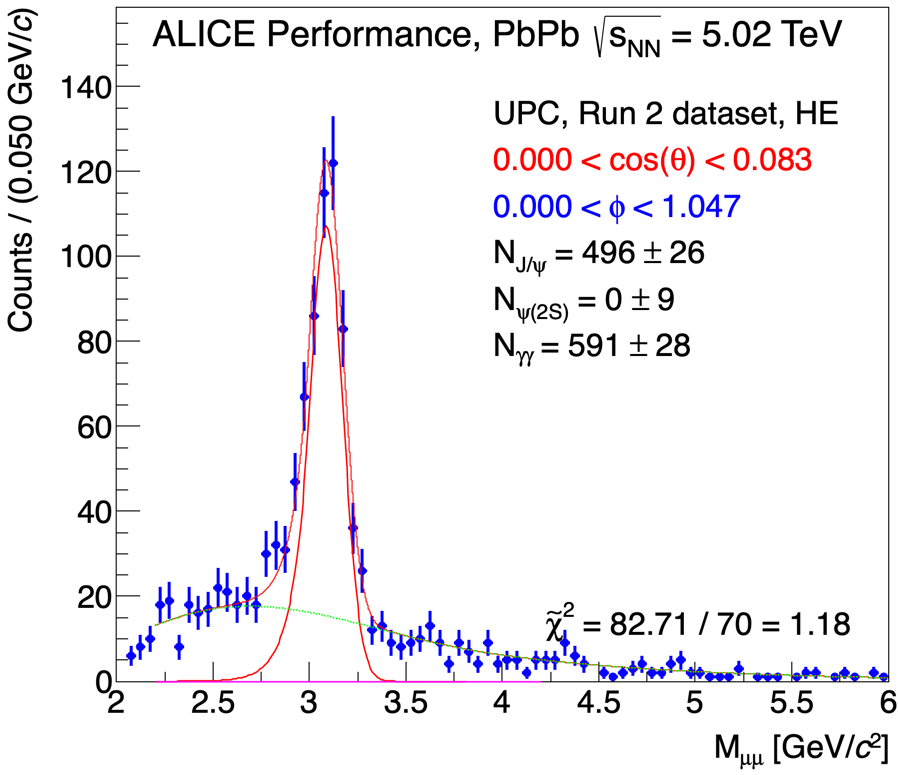 ALICE Performance, PbPb √s_NN = 5.02 TeV
UPC, Run 2 dataset, HE
0.000 < cos(θ) < 0.083
0.000 < ϕ < 1.047
N_J/ψ = 496 ± 26
N_ψ(2S) = 0 ± 9
N_γγ = 591 ± 28
χ̃² = 82.71 / 70 = 1.18
Counts / (0.050 GeV/c)
140
120
100
80
60
40
20
0
2 2.5 3 3.5 4 4.5 5 5.5 6
M_μμ [GeV/c²]